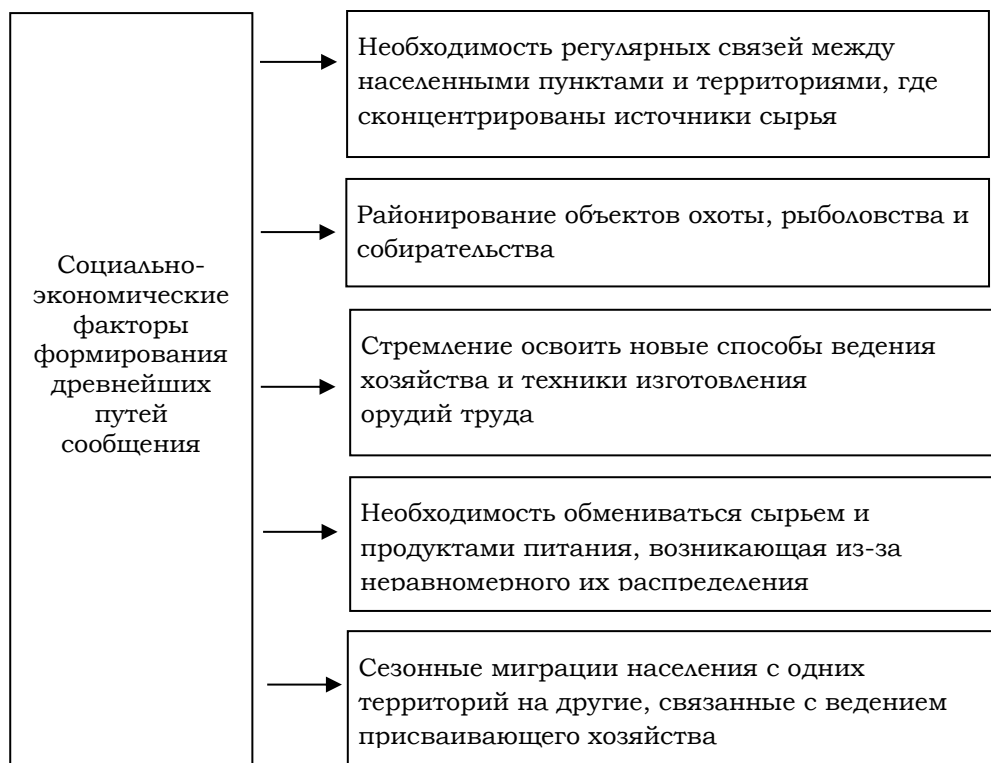 Социально-
экономические
факторы
формирования
древнейших
путей
сообщения
Необходимость регулярных связей между
населенными пунктами и территориями, где
сконцентрированы источники сырья
Районирование объектов охоты, рыболовства и
собирательства
Стремление освоить новые способы ведения
хозяйства и техники изготовления
орудий труда
Необходимость обмениваться сырьем и
продуктами питания, возникающая из-за
неравномерного их распределения
Сезонные миграции населения с одних
территорий на другие, связанные с ведением
присваивающего хозяйства